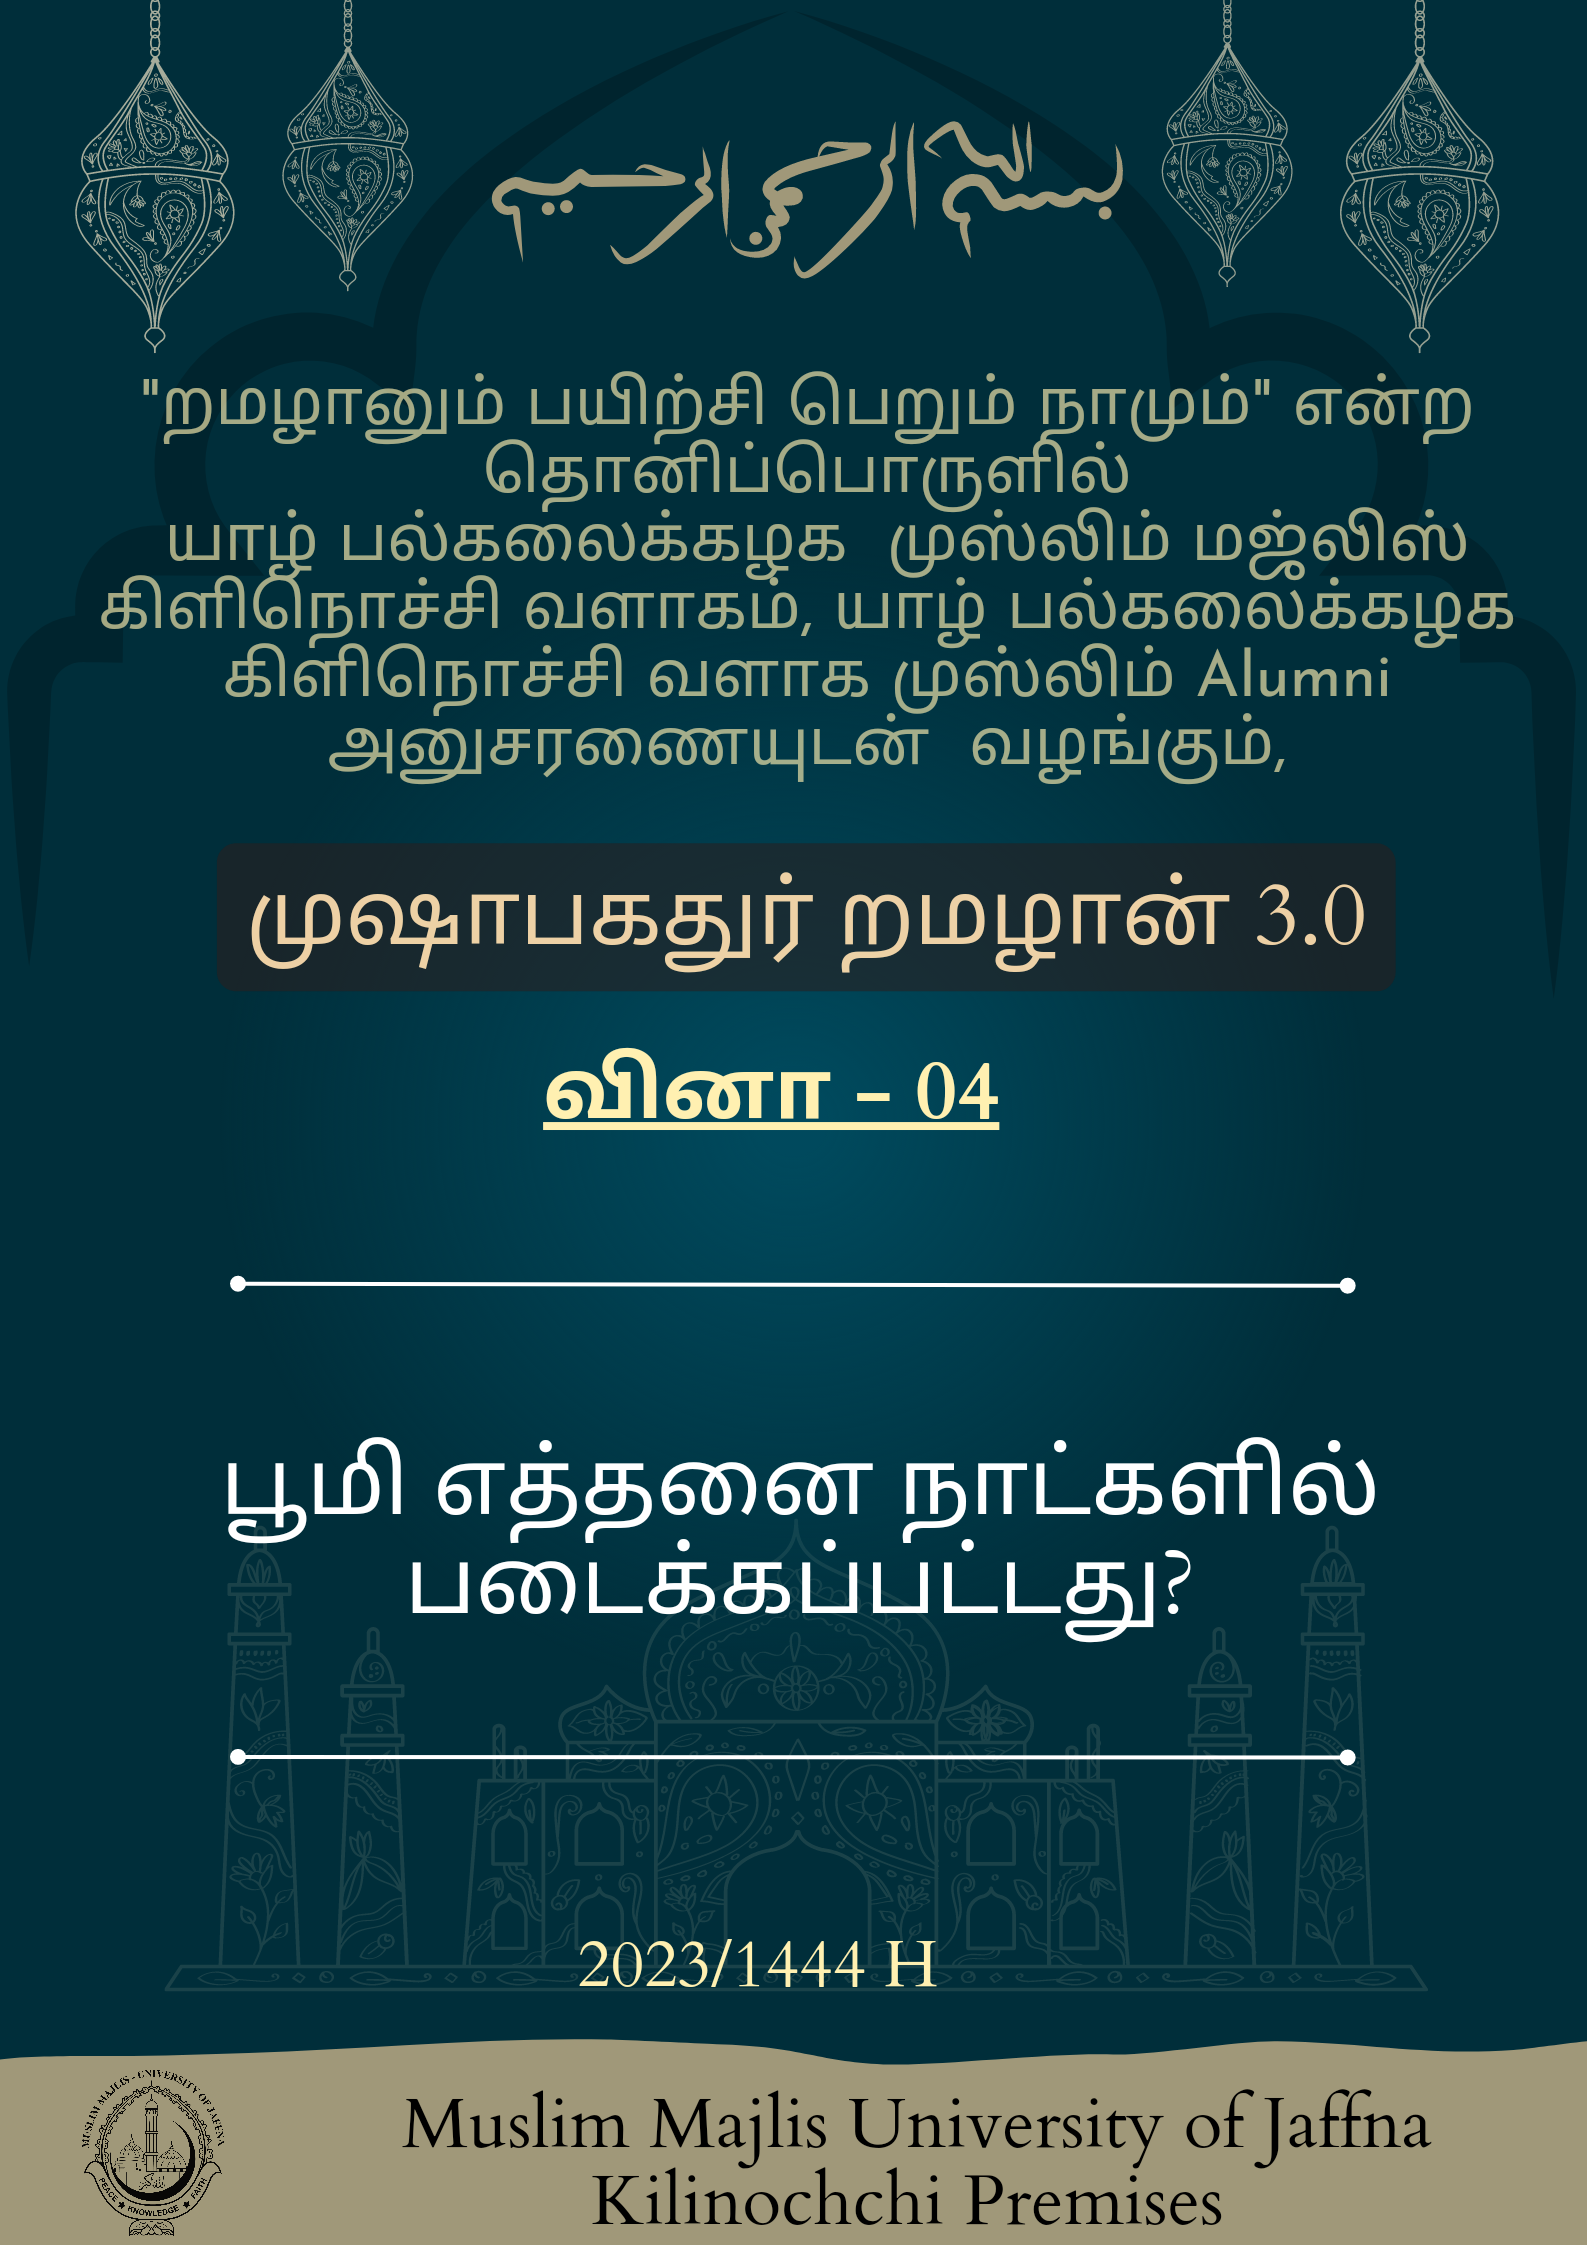 بسم الله الرحمن الرحيم
"றமழானும் பயிற்சி பெறும் நாமும்" என்ற
தொனிப்பொருளில்
யாழ் பல்கலைக்கழக முஸ்லிம் மஜ்லிஸ்
கிளிநொச்சி வளாகம், யாழ் பல்கலைக்கழக
கிளிநொச்சி வளாக முஸ்லிம் Alumni
அனுசரணையுடன் வழங்கும்,
முஷாபகதுர் றமழான் 3.0
வினா - 04
பூமி எத்தனை நாட்களில்
படைக்கப்பட்டது?
2023/1444 H
MUSLIM MAJLIS - UNIVERSITY OF JAFFNA
PEACE ★ KNOWLEDGE ★ FAITH
Muslim Majlis University of Jaffna
Kilinochchi Premises